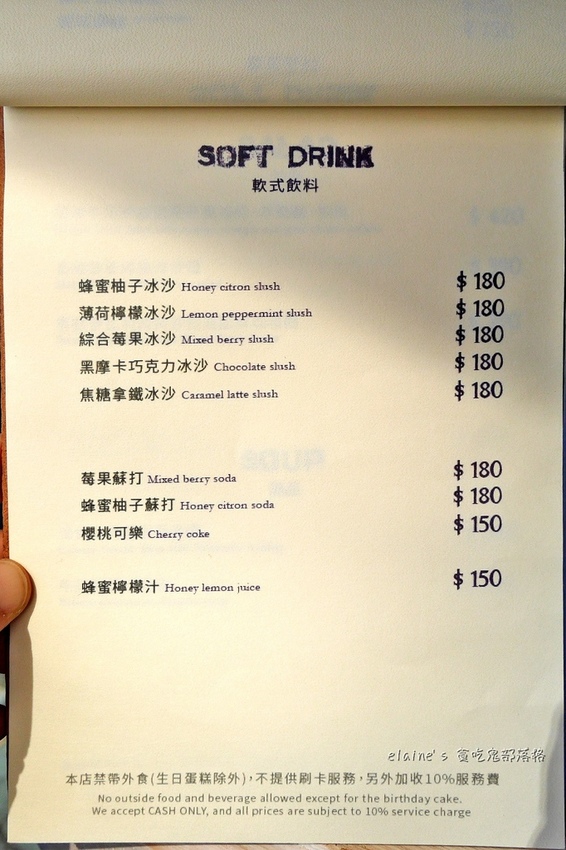 SOFT DRINK
軟式飲料
蜂蜜柚子冰沙 Honey citron slush $ 180
薄荷檸檬冰沙 Lemon peppermint slush $ 180
綜合莓果冰沙 Mixed berry slush $ 180
黑摩卡巧克力冰沙 Chocolate slush $ 180
焦糖拿鐵冰沙 Caramel latte slush $ 180
莓果蘇打 Mixed berry soda $ 180
蜂蜜柚子蘇打 Honey citron soda $ 180
櫻桃可樂 Cherry coke $ 150
蜂蜜檸檬汁 Honey lemon juice $ 150
elaine's 貪吃鬼部落格
本店禁帶外食(生日蛋糕除外),不提供刷卡服務,另外加收10%服務費
No outside food and beverage allowed except for the birthday cake.
We accept CASH ONLY, and all prices are subject to 10% service charge